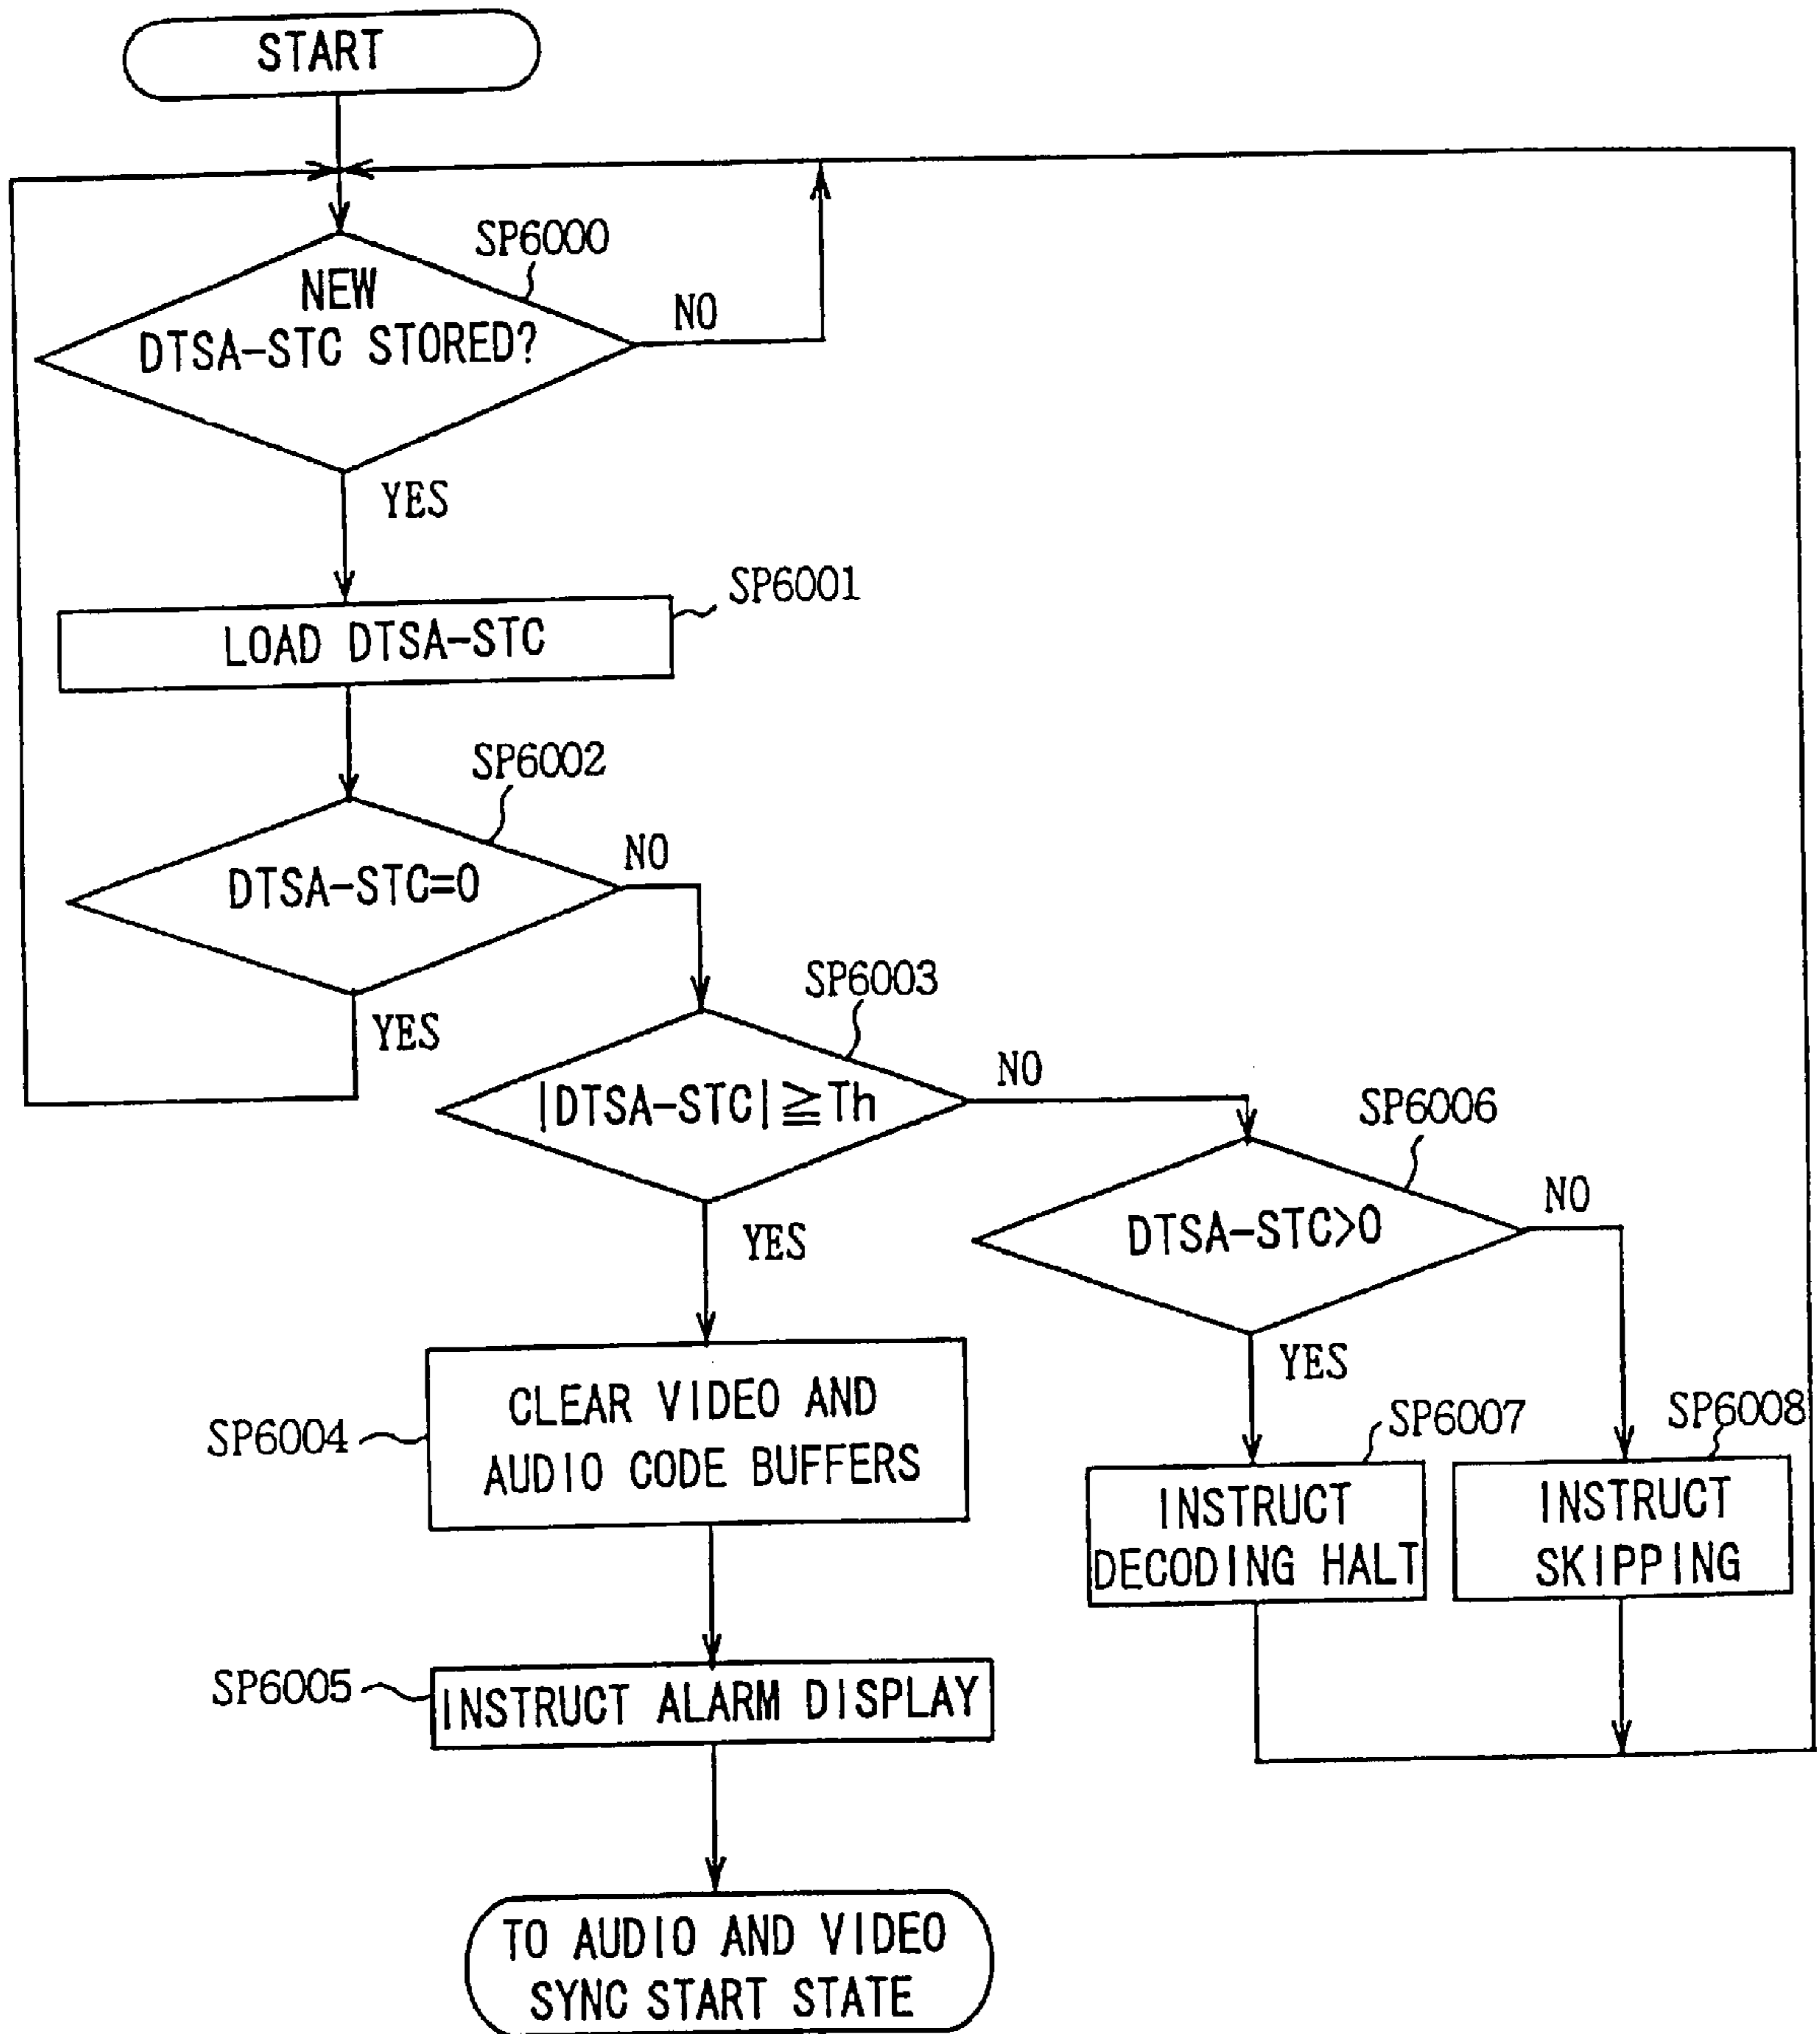 START
SP6000
NEW
DTSA-STC STORED?
NO
YES
SP6001
LOAD DTSA-STC
SP6002
DTSA-STC=0
NO
YES
SP6003
|DTSA-STC|≧Th
NO
YES
SP6006
DTSA-STC>0
NO
YES
SP6004
CLEAR VIDEO AND
AUDIO CODE BUFFERS
SP6007
INSTRUCT
DECODING HALT
SP6008
INSTRUCT
SKIPPING
SP6005
INSTRUCT ALARM DISPLAY
TO AUDIO AND VIDEO
SYNC START STATE